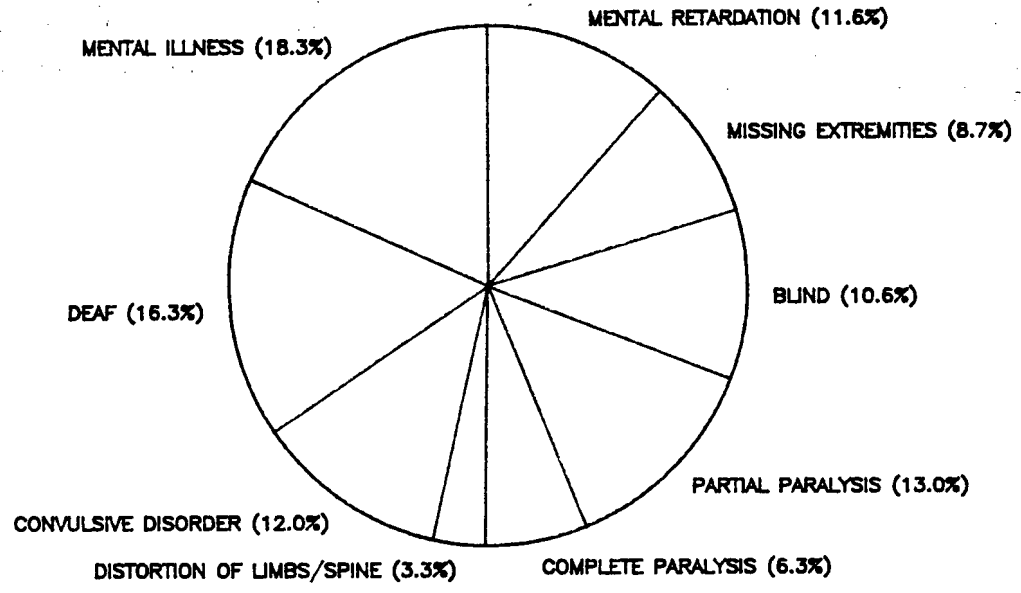 MENTAL RETARDATION (11.6%)
MENTAL ILLNESS (18.3%)
MISSING EXTREMITIES (8.7%)
BLIND (10.6%)
DEAF (16.3%)
PARTIAL PARALYSIS (13.0%)
CONVULSIVE DISORDER (12.0%)
COMPLETE PARALYSIS (6.3%)
DISTORTION OF LIMBS/SPINE (3.3%)